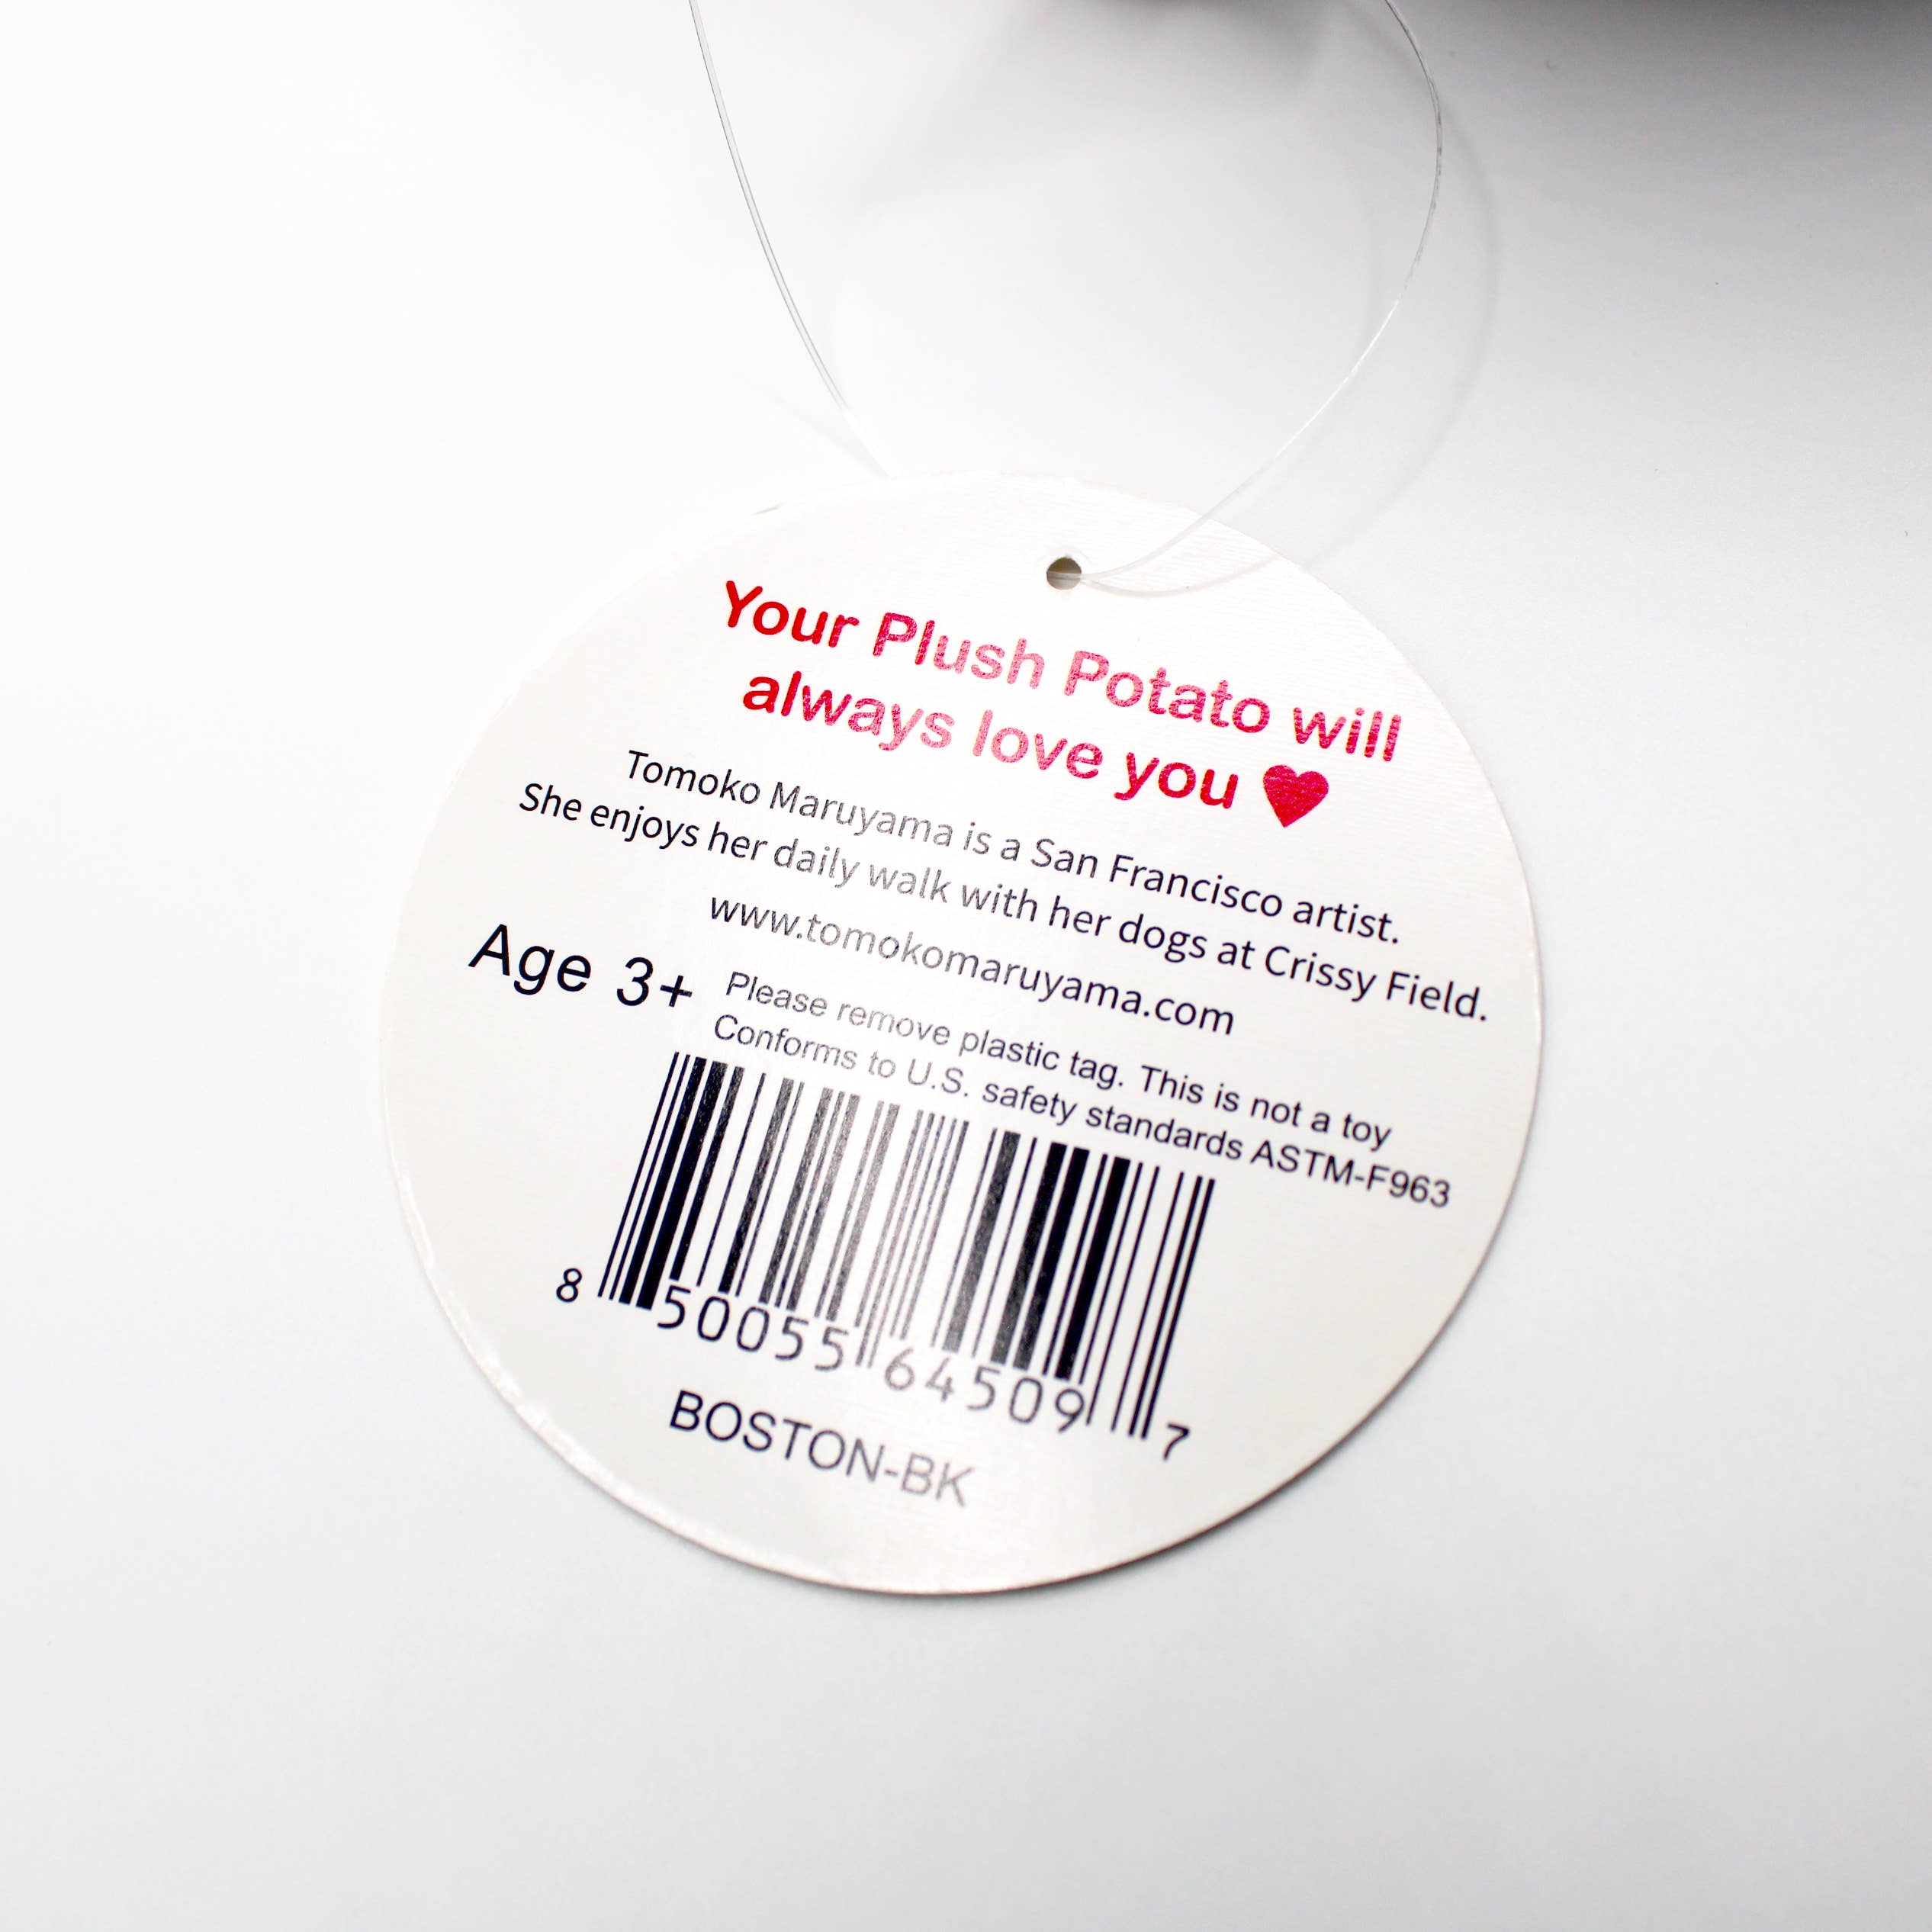 Your Plush Potato will
always love you ♥
Tomoko Maruyama is a San Francisco artist.
She enjoys her daily walk with her dogs at Crissy Field.
www.tomokomaruyama.com
Age 3+
Please remove plastic tag. This is not a toy
Conforms to U.S. safety standards ASTM-F963
8 50055 64509 7
BOSTON-BK